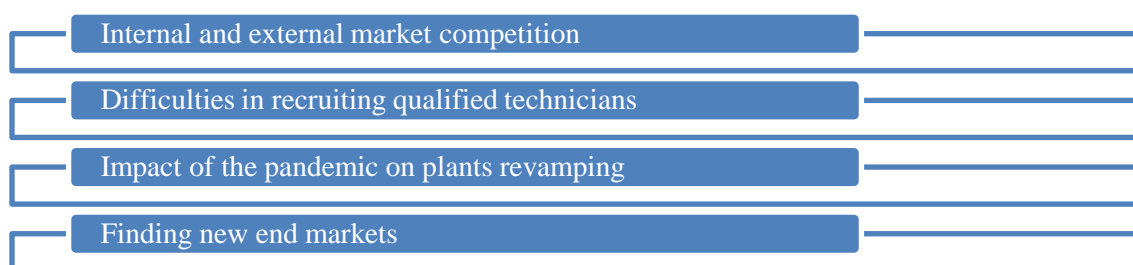 Internal and external market competition
Difficulties in recruiting qualified technicians
Impact of the pandemic on plants revamping
Finding new end markets